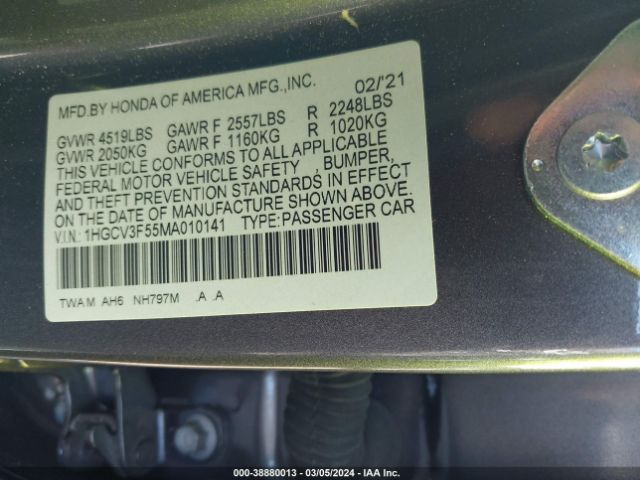 MFD.BY HONDA OF AMERICA MFG.,INC. 02/'21
GVWR 4519LBS GAWR F 2557LBS R 2248LBS
GVWR 2050KG GAWR F 1160KG R 1020KG
THIS VEHICLE CONFORMS TO ALL APPLICABLE
FEDERAL MOTOR VEHICLE SAFETY , BUMPER,
AND THEFT PREVENTION STANDARDS IN EFFECT
ON THE DATE OF MANUFACTURE SHOWN ABOVE.
V.I.N.: 1HGCV3F55MA010141 TYPE:PASSENGER CAR
TWA M AH6 NH797M .A .A
000-38880013 — 03/05/2024 — IAA Inc.